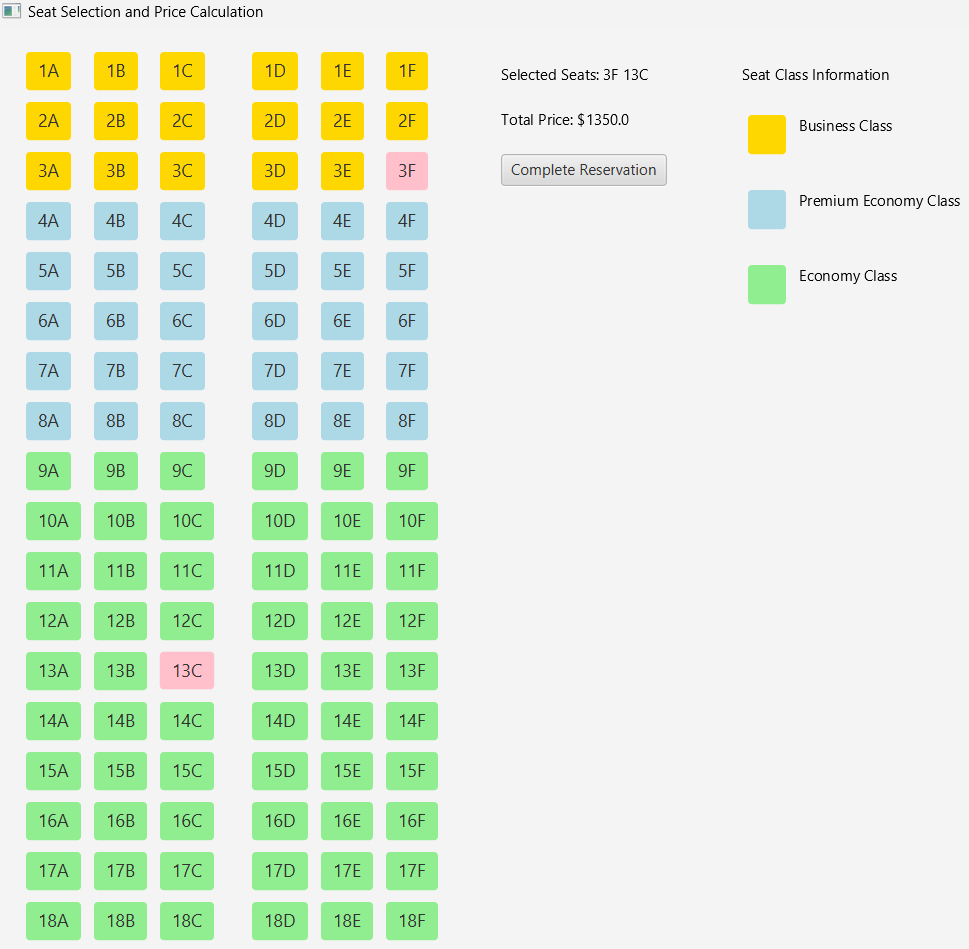 Seat Selection and Price Calculation
1A 1B 1C 1D 1E 1F
2A 2B 2C 2D 2E 2F
3A 3B 3C 3D 3E 3F
4A 4B 4C 4D 4E 4F
5A 5B 5C 5D 5E 5F
6A 6B 6C 6D 6E 6F
7A 7B 7C 7D 7E 7F
8A 8B 8C 8D 8E 8F
9A 9B 9C 9D 9E 9F
10A 10B 10C 10D 10E 10F
11A 11B 11C 11D 11E 11F
12A 12B 12C 12D 12E 12F
13A 13B 13C 13D 13E 13F
14A 14B 14C 14D 14E 14F
15A 15B 15C 15D 15E 15F
16A 16B 16C 16D 16E 16F
17A 17B 17C 17D 17E 17F
18A 18B 18C 18D 18E 18F
Selected Seats: 3F 13C
Total Price: $1350.0
Complete Reservation
Seat Class Information
Business Class
Premium Economy Class
Economy Class